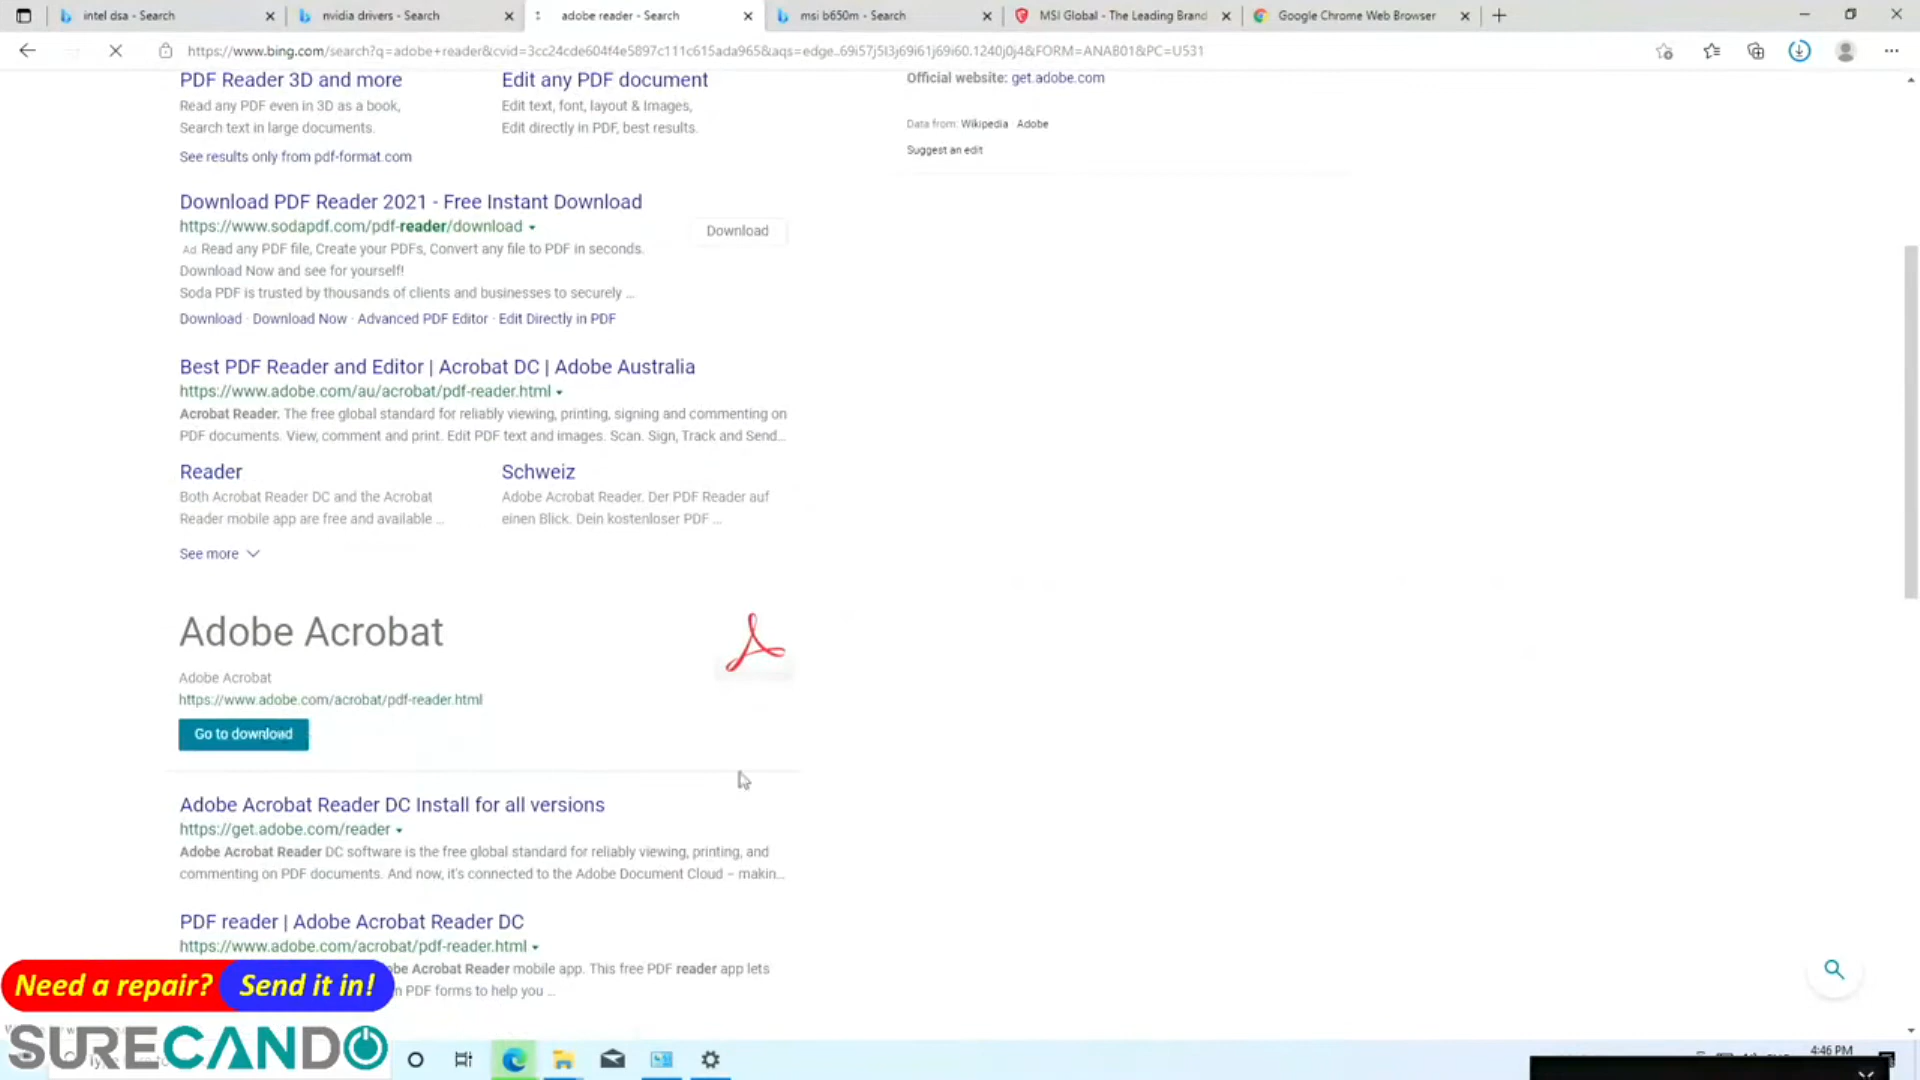 intel dsa - Search
nvidia drivers - Search
adobe reader - Search
msi b650m - Search
MSI Global - The Leading Brand
Google Chrome Web Browser
https://www.bing.com/search?q=adobe+reader&cvid=3cc24cde604f4e5897c111c615ada965&aqs=edge..69i57j5l3j69i61j69i60.1240j0j4&FORM=ANAB01&PC=U531
PDF Reader 3D and more
Read any PDF even in 3D as a book,
Search text in large documents.
Edit any PDF document
Edit text, font, layout & Images,
Edit directly in PDF, best results.
See results only from pdf-format.com
Official website: get.adobe.com
Data from: Wikipedia · Adobe
Suggest an edit
Download PDF Reader 2021 - Free Instant Download
https://www.sodapdf.com/pdf-reader/download
Ad Read any PDF file, Create your PDFs, Convert any file to PDF in seconds.
Download Now and see for yourself!
Soda PDF is trusted by thousands of clients and businesses to securely ...
Download
Download · Download Now · Advanced PDF Editor · Edit Directly in PDF
Best PDF Reader and Editor | Acrobat DC | Adobe Australia
https://www.adobe.com/au/acrobat/pdf-reader.html
Acrobat Reader. The free global standard for reliably viewing, printing, signing and commenting on
PDF documents. View, comment and print. Edit PDF text and images. Scan. Sign, Track and Send...
Reader
Both Acrobat Reader DC and the Acrobat
Reader mobile app are free and available ...
Schweiz
Adobe Acrobat Reader. Der PDF Reader auf
einen Blick. Dein kostenloser PDF ...
See more
Adobe Acrobat
Adobe Acrobat
https://www.adobe.com/acrobat/pdf-reader.html
Go to download
Adobe Acrobat Reader DC Install for all versions
https://get.adobe.com/reader
Adobe Acrobat Reader DC software is the free global standard for reliably viewing, printing, and
commenting on PDF documents. And now, it's connected to the Adobe Document Cloud − makin...
PDF reader | Adobe Acrobat Reader DC
https://www.adobe.com/acrobat/pdf-reader.html
Acrobat Reader mobile app. This free PDF reader app lets
PDF forms to help you ...
Need a repair? Send it in!
SURECANDO
4:46 PM